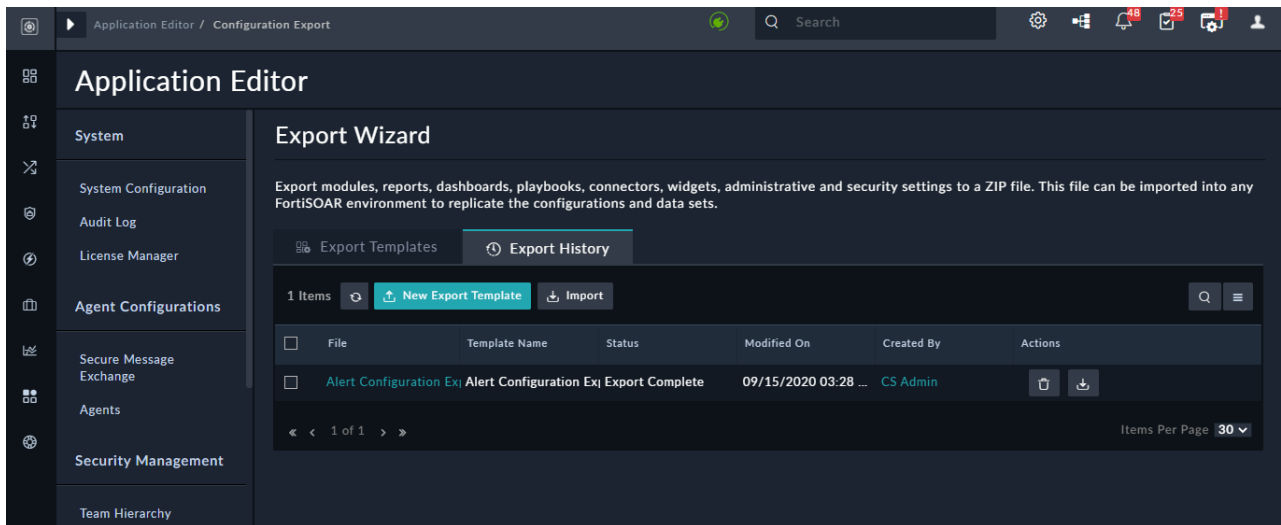 Application Editor / Configuration Export
Search
48
25
!
Application Editor
System
System Configuration
Audit Log
License Manager
Agent Configurations
Secure Message
Exchange
Agents
Security Management
Team Hierarchy
Export Wizard
Export modules, reports, dashboards, playbooks, connectors, widgets, administrative and security settings to a ZIP file. This file can be imported into any
FortiSOAR environment to replicate the configurations and data sets.
Export Templates Export History
1 Items New Export Template Import
File Template Name Status Modified On Created By Actions
Alert Configuration Exp Alert Configuration Exp Export Complete 09/15/2020 03:28 ... CS Admin
« ‹ 1 of 1 › » Items Per Page 30